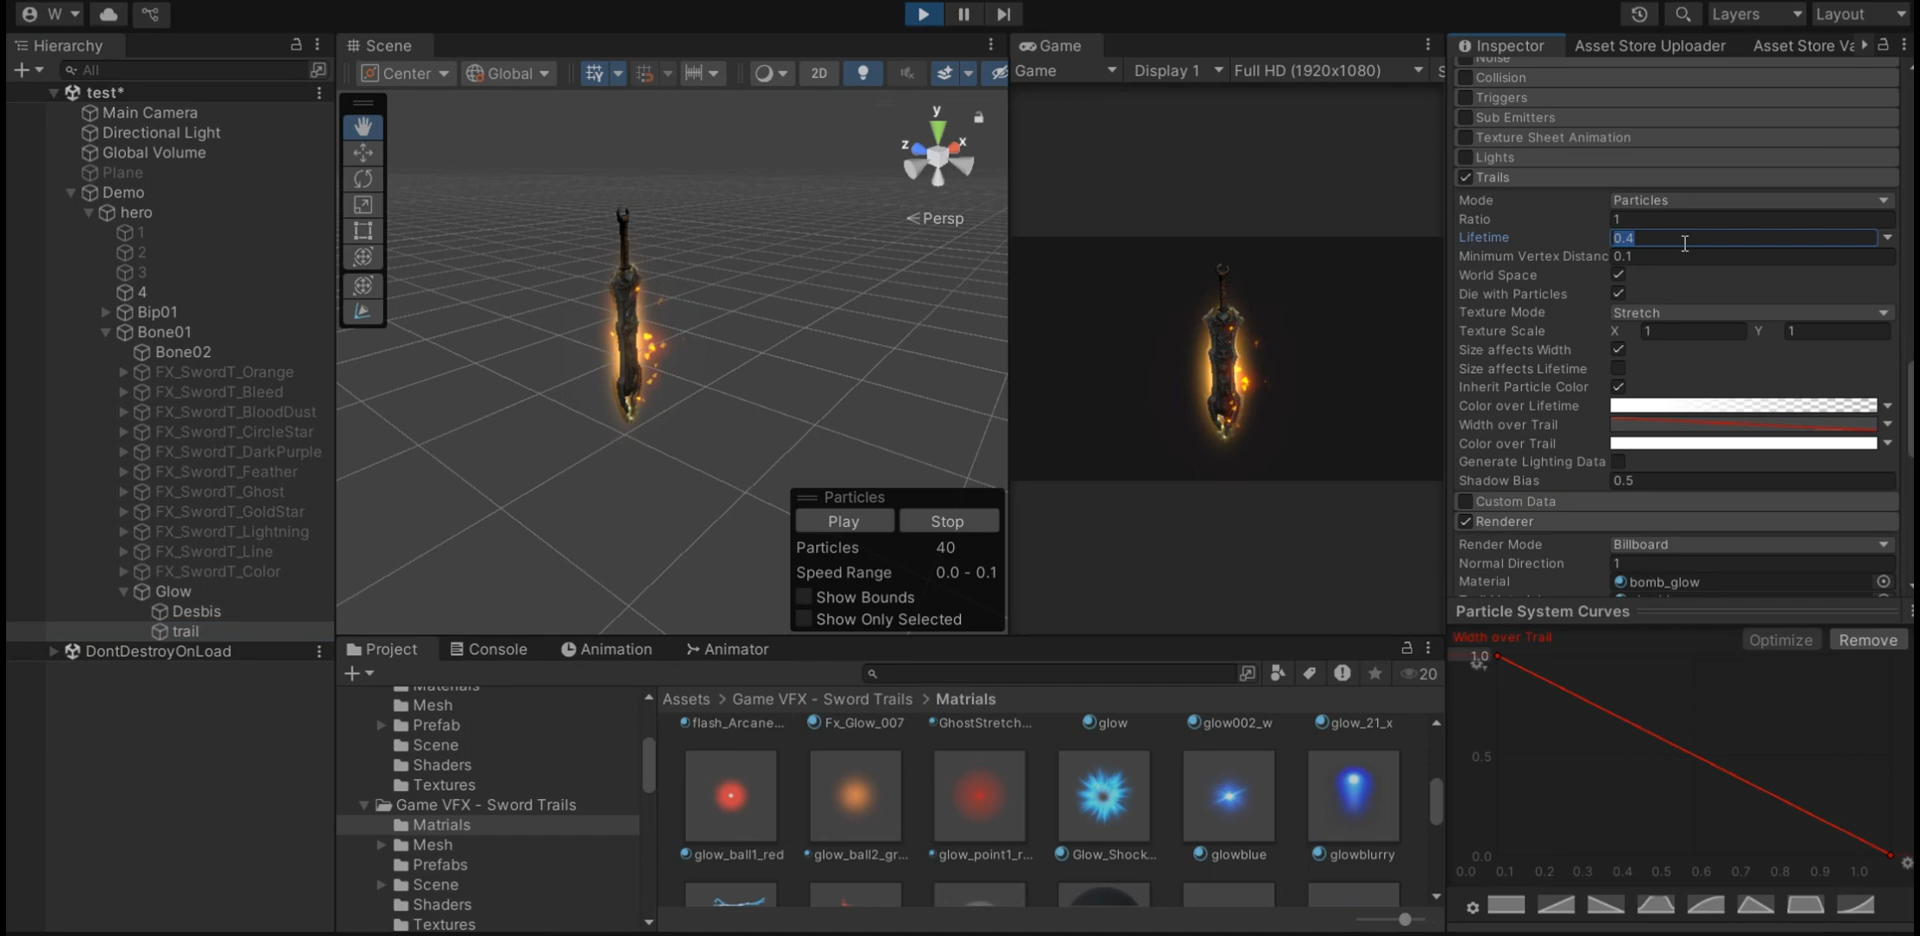 W
Layers
Layout
Hierarchy
All
test*
Main Camera
Directional Light
Global Volume
Plane
Demo
hero
1
2
3
4
Bip01
Bone01
Bone02
FX_SwordT_Orange
FX_SwordT_Bleed
FX_SwordT_BloodDust
FX_SwordT_CircleStar
FX_SwordT_DarkPurple
FX_SwordT_Feather
FX_SwordT_Ghost
FX_SwordT_GoldStar
FX_SwordT_Lightning
FX_SwordT_Line
FX_SwordT_Color
Glow
Desbis
trail
DontDestroyOnLoad
Scene
Center
Global
2D
y
z
x
Persp
Particles
Play Stop
Particles 40
Speed Range 0.0 - 0.1
Show Bounds
Show Only Selected
Game
Game
Display 1
Full HD (1920x1080)
S
Inspector
Asset Store Uploader
Asset Store Va
Noise
Collision
Triggers
Sub Emitters
Texture Sheet Animation
Lights
Trails
Mode Particles
Ratio 1
Lifetime 0.4
Minimum Vertex Distanc 0.1
World Space
Die with Particles
Texture Mode Stretch
Texture Scale X 1 Y 1
Size affects Width
Size affects Lifetime
Inherit Particle Color
Color over Lifetime
Width over Trail
Color over Trail
Generate Lighting Data
Shadow Bias 0.5
Custom Data
Renderer
Render Mode Billboard
Normal Direction 1
Material bomb_glow
Particle System Curves
Width over Trail
Optimize Remove
1.0
0.5
0.0
0.0 0.1 0.2 0.3 0.4 0.5 0.6 0.7 0.8 0.9 1.0
Project
Console
Animation
Animator
20
Materials
Mesh
Prefab
Scene
Shaders
Textures
Game VFX - Sword Trails
Matrials
Mesh
Prefabs
Scene
Shaders
Textures
Assets > Game VFX - Sword Trails > Matrials
flash_Arcane... Fx_Glow_007 GhostStretch... glow glow002_w glow_21_x
glow_ball1_red glow_ball2_gr... glow_point1_r... Glow_Shock... glowblue glowblurry